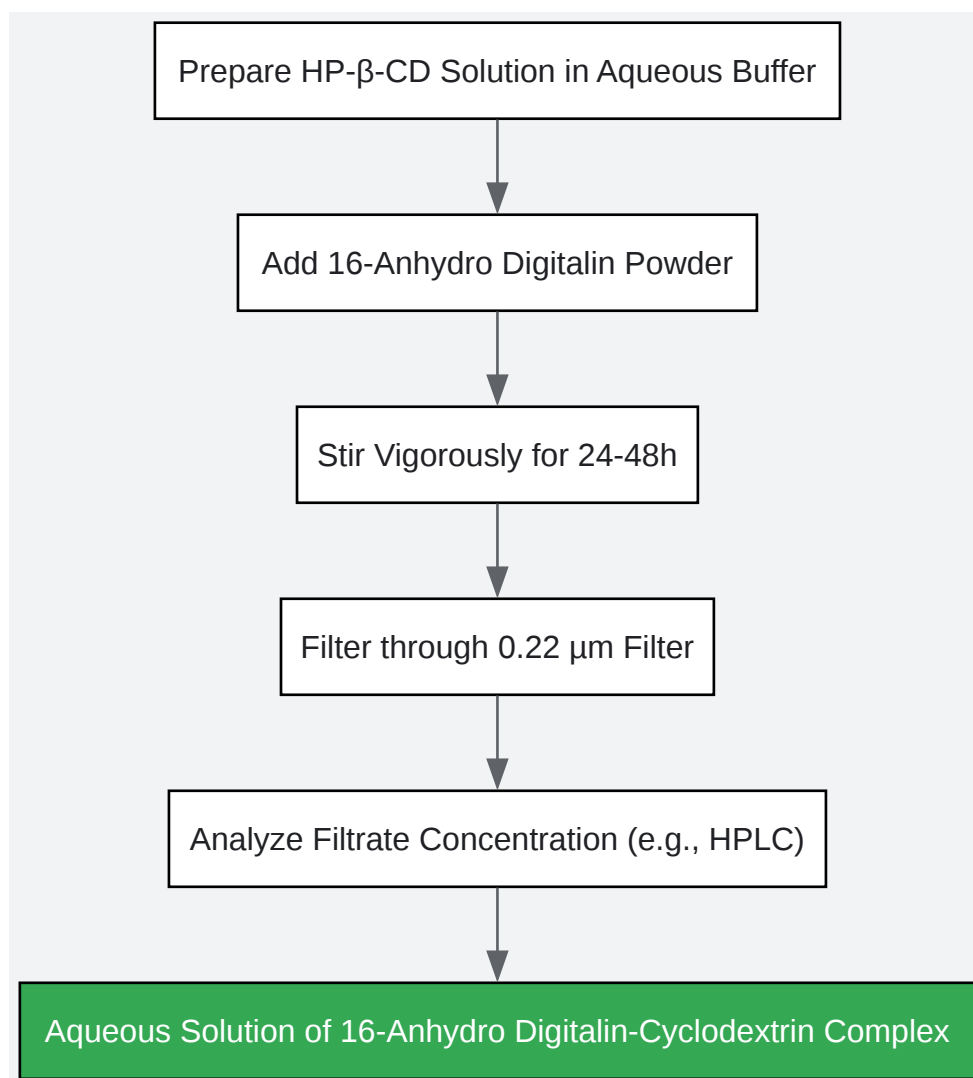 Prepare HP-β-CD Solution in Aqueous Buffer
Add 16-Anhydro Digitalin Powder
Stir Vigorously for 24-48h
Filter through 0.22 µm Filter
Analyze Filtrate Concentration (e.g., HPLC)
Aqueous Solution of 16-Anhydro Digitalin-Cyclodextrin Complex